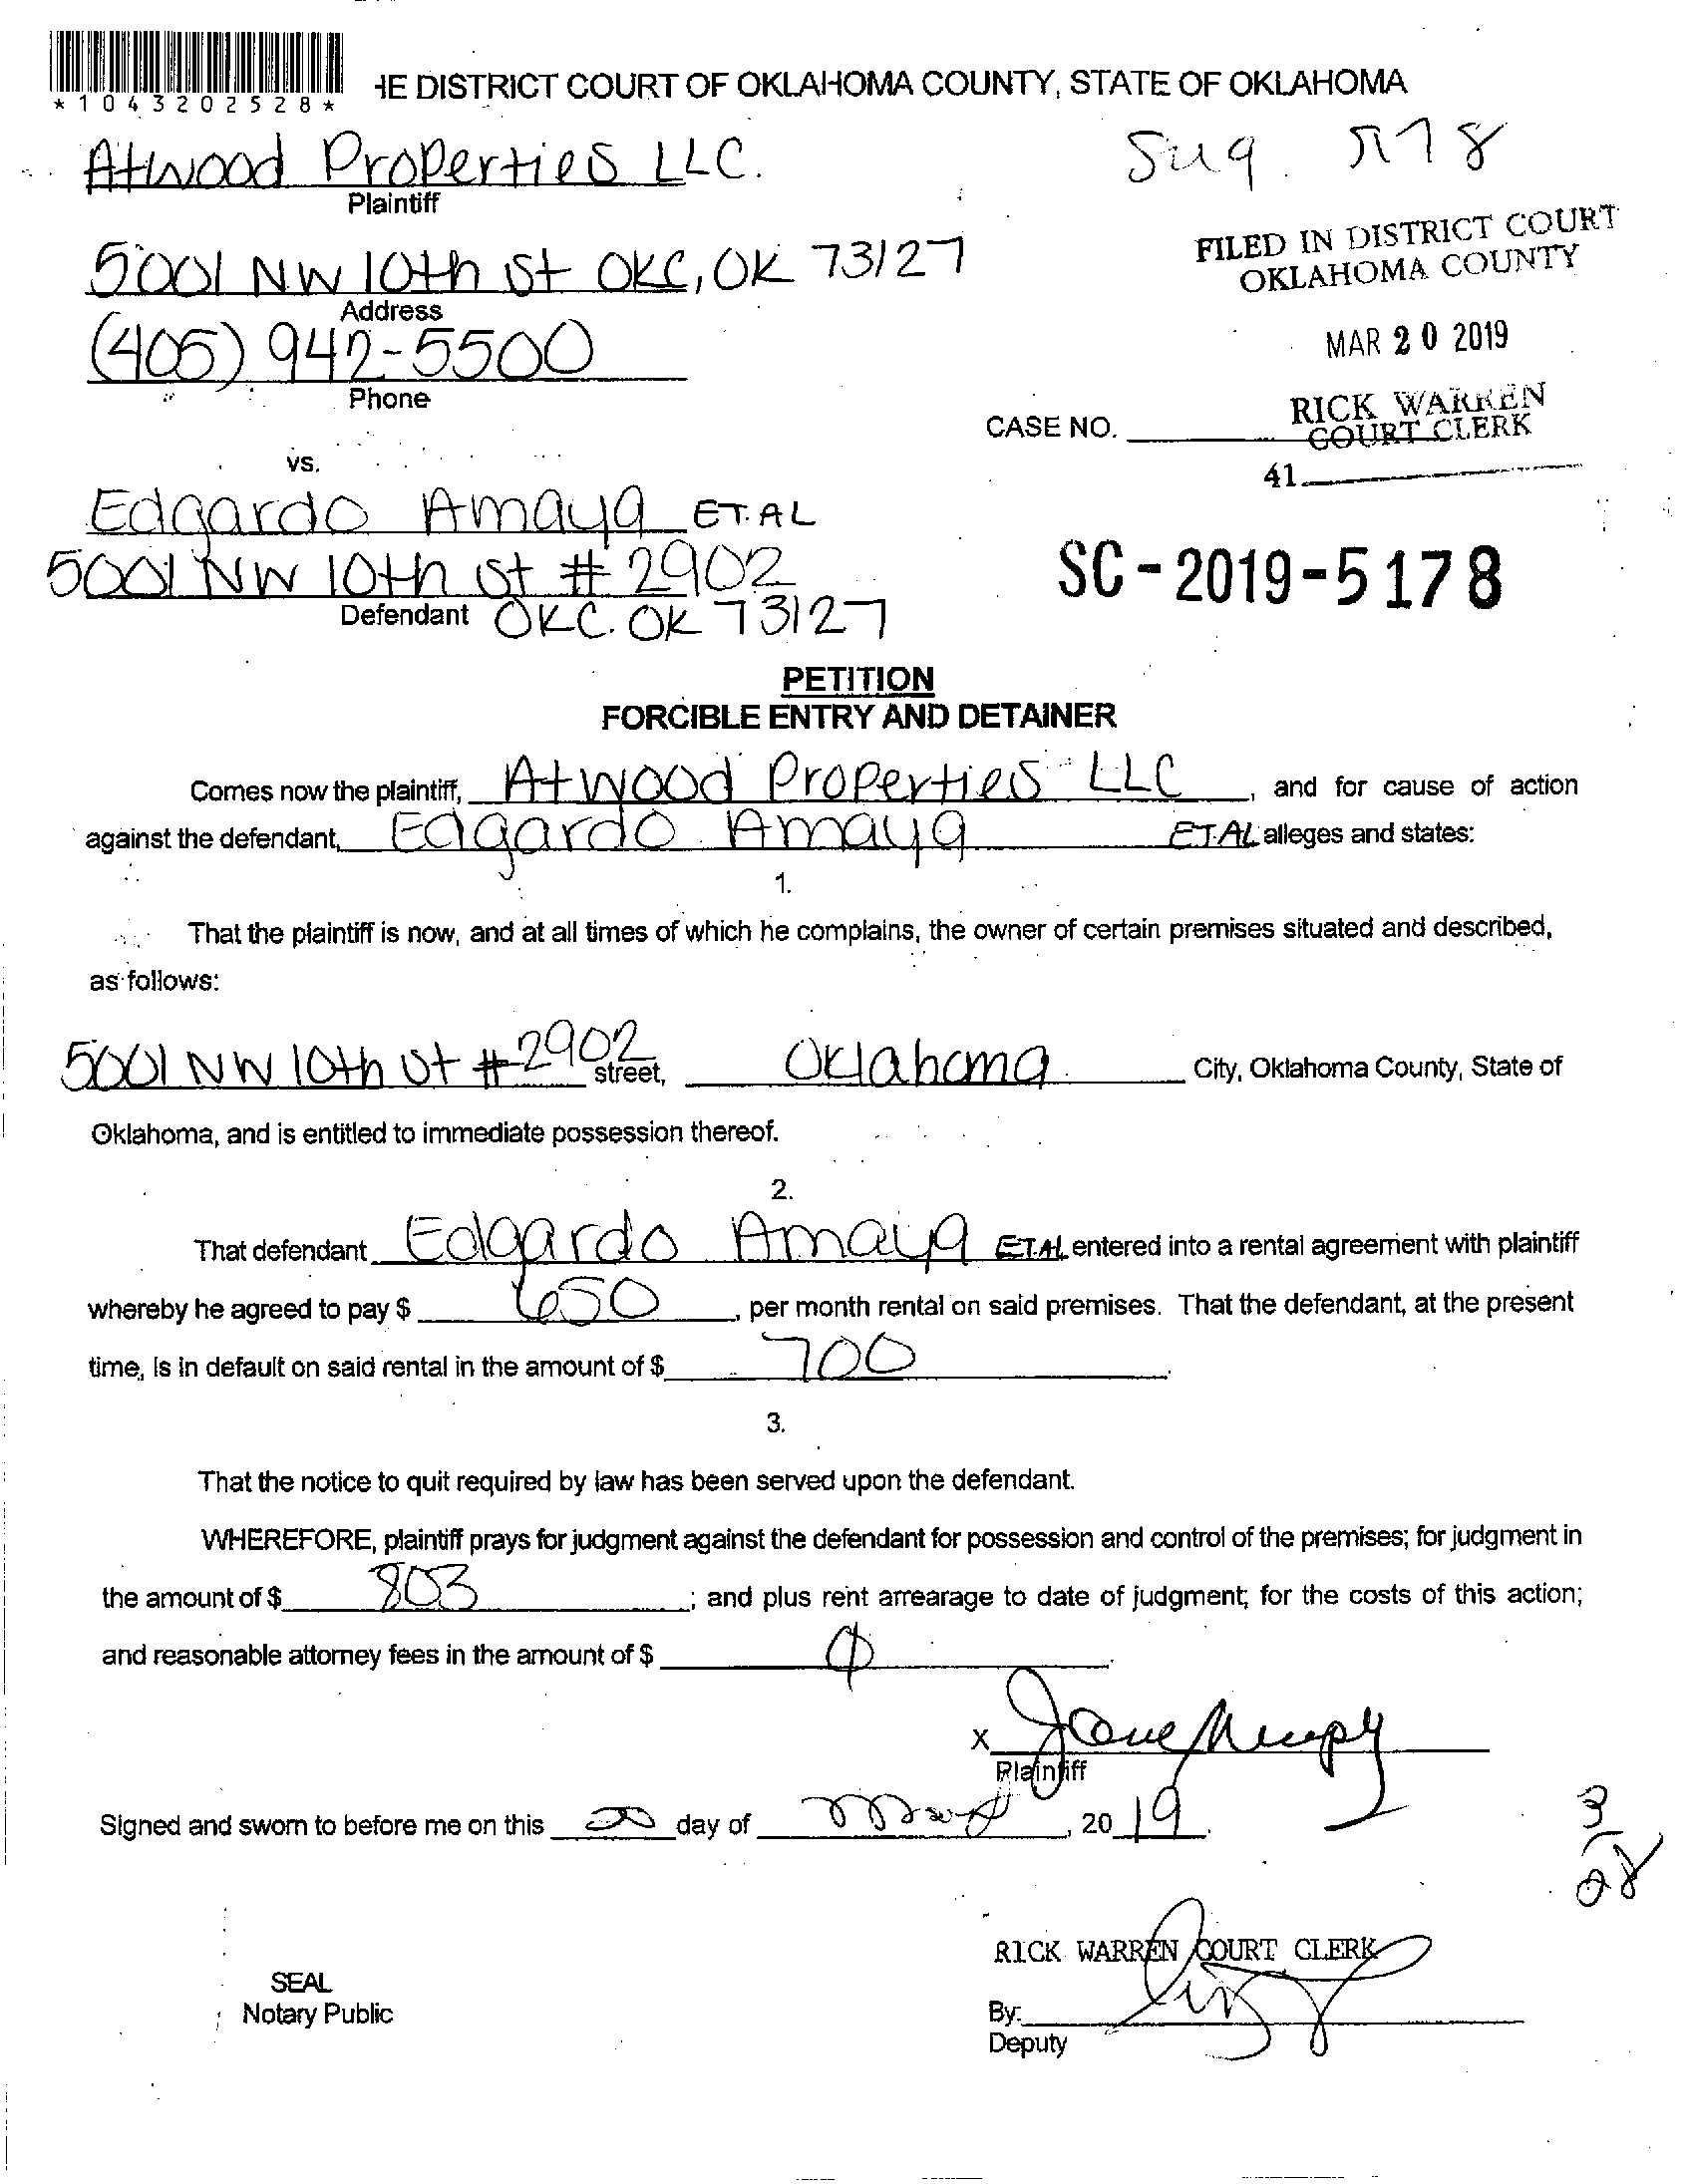 *1043202528*
HE DISTRICT COURT OF OKLAHOMA COUNTY, STATE OF OKLAHOMA
Atwood Properties LLC.
Plaintiff
5001 NW 10th St OKC, OK 73127
Address
(405) 942-5500
Phone
FILED IN DISTRICT COURT
OKLAHOMA COUNTY
MAR 20 2019
RICK WARREN
COURT CLERK
41
CASE NO.
vs.
Edgardo Amaya ET.AL
5001 NW 10th St # 2902
Defendant OKC. OK 73127
SC-2019-5178
PETITION
FORCIBLE ENTRY AND DETAINER
Comes now the plaintiff, Atwood Properties LLC, and for cause of action
against the defendant, Edgardo Amaya ET.AL alleges and states:
1.
That the plaintiff is now, and at all times of which he complains, the owner of certain premises situated and described,
as follows:
5001 NW 10th St #2902 street, Oklahoma City, Oklahoma County, State of
Oklahoma, and is entitled to immediate possession thereof.
2.
That defendant Edgardo Amaya ET.AL entered into a rental agreement with plaintiff
whereby he agreed to pay $ 650, per month rental on said premises. That the defendant, at the present
time, is in default on said rental in the amount of $ 700.
3.
That the notice to quit required by law has been served upon the defendant.
WHEREFORE, plaintiff prays for judgment against the defendant for possession and control of the premises; for judgment in
the amount of $ 803; and plus rent arrearage to date of judgment; for the costs of this action;
and reasonable attorney fees in the amount of $ 0.
X
Plaintiff
Signed and sworn to before me on this 20 day of March, 20 19.
3/28
RICK WARREN COURT CLERK
SEAL
Notary Public
By:
Deputy